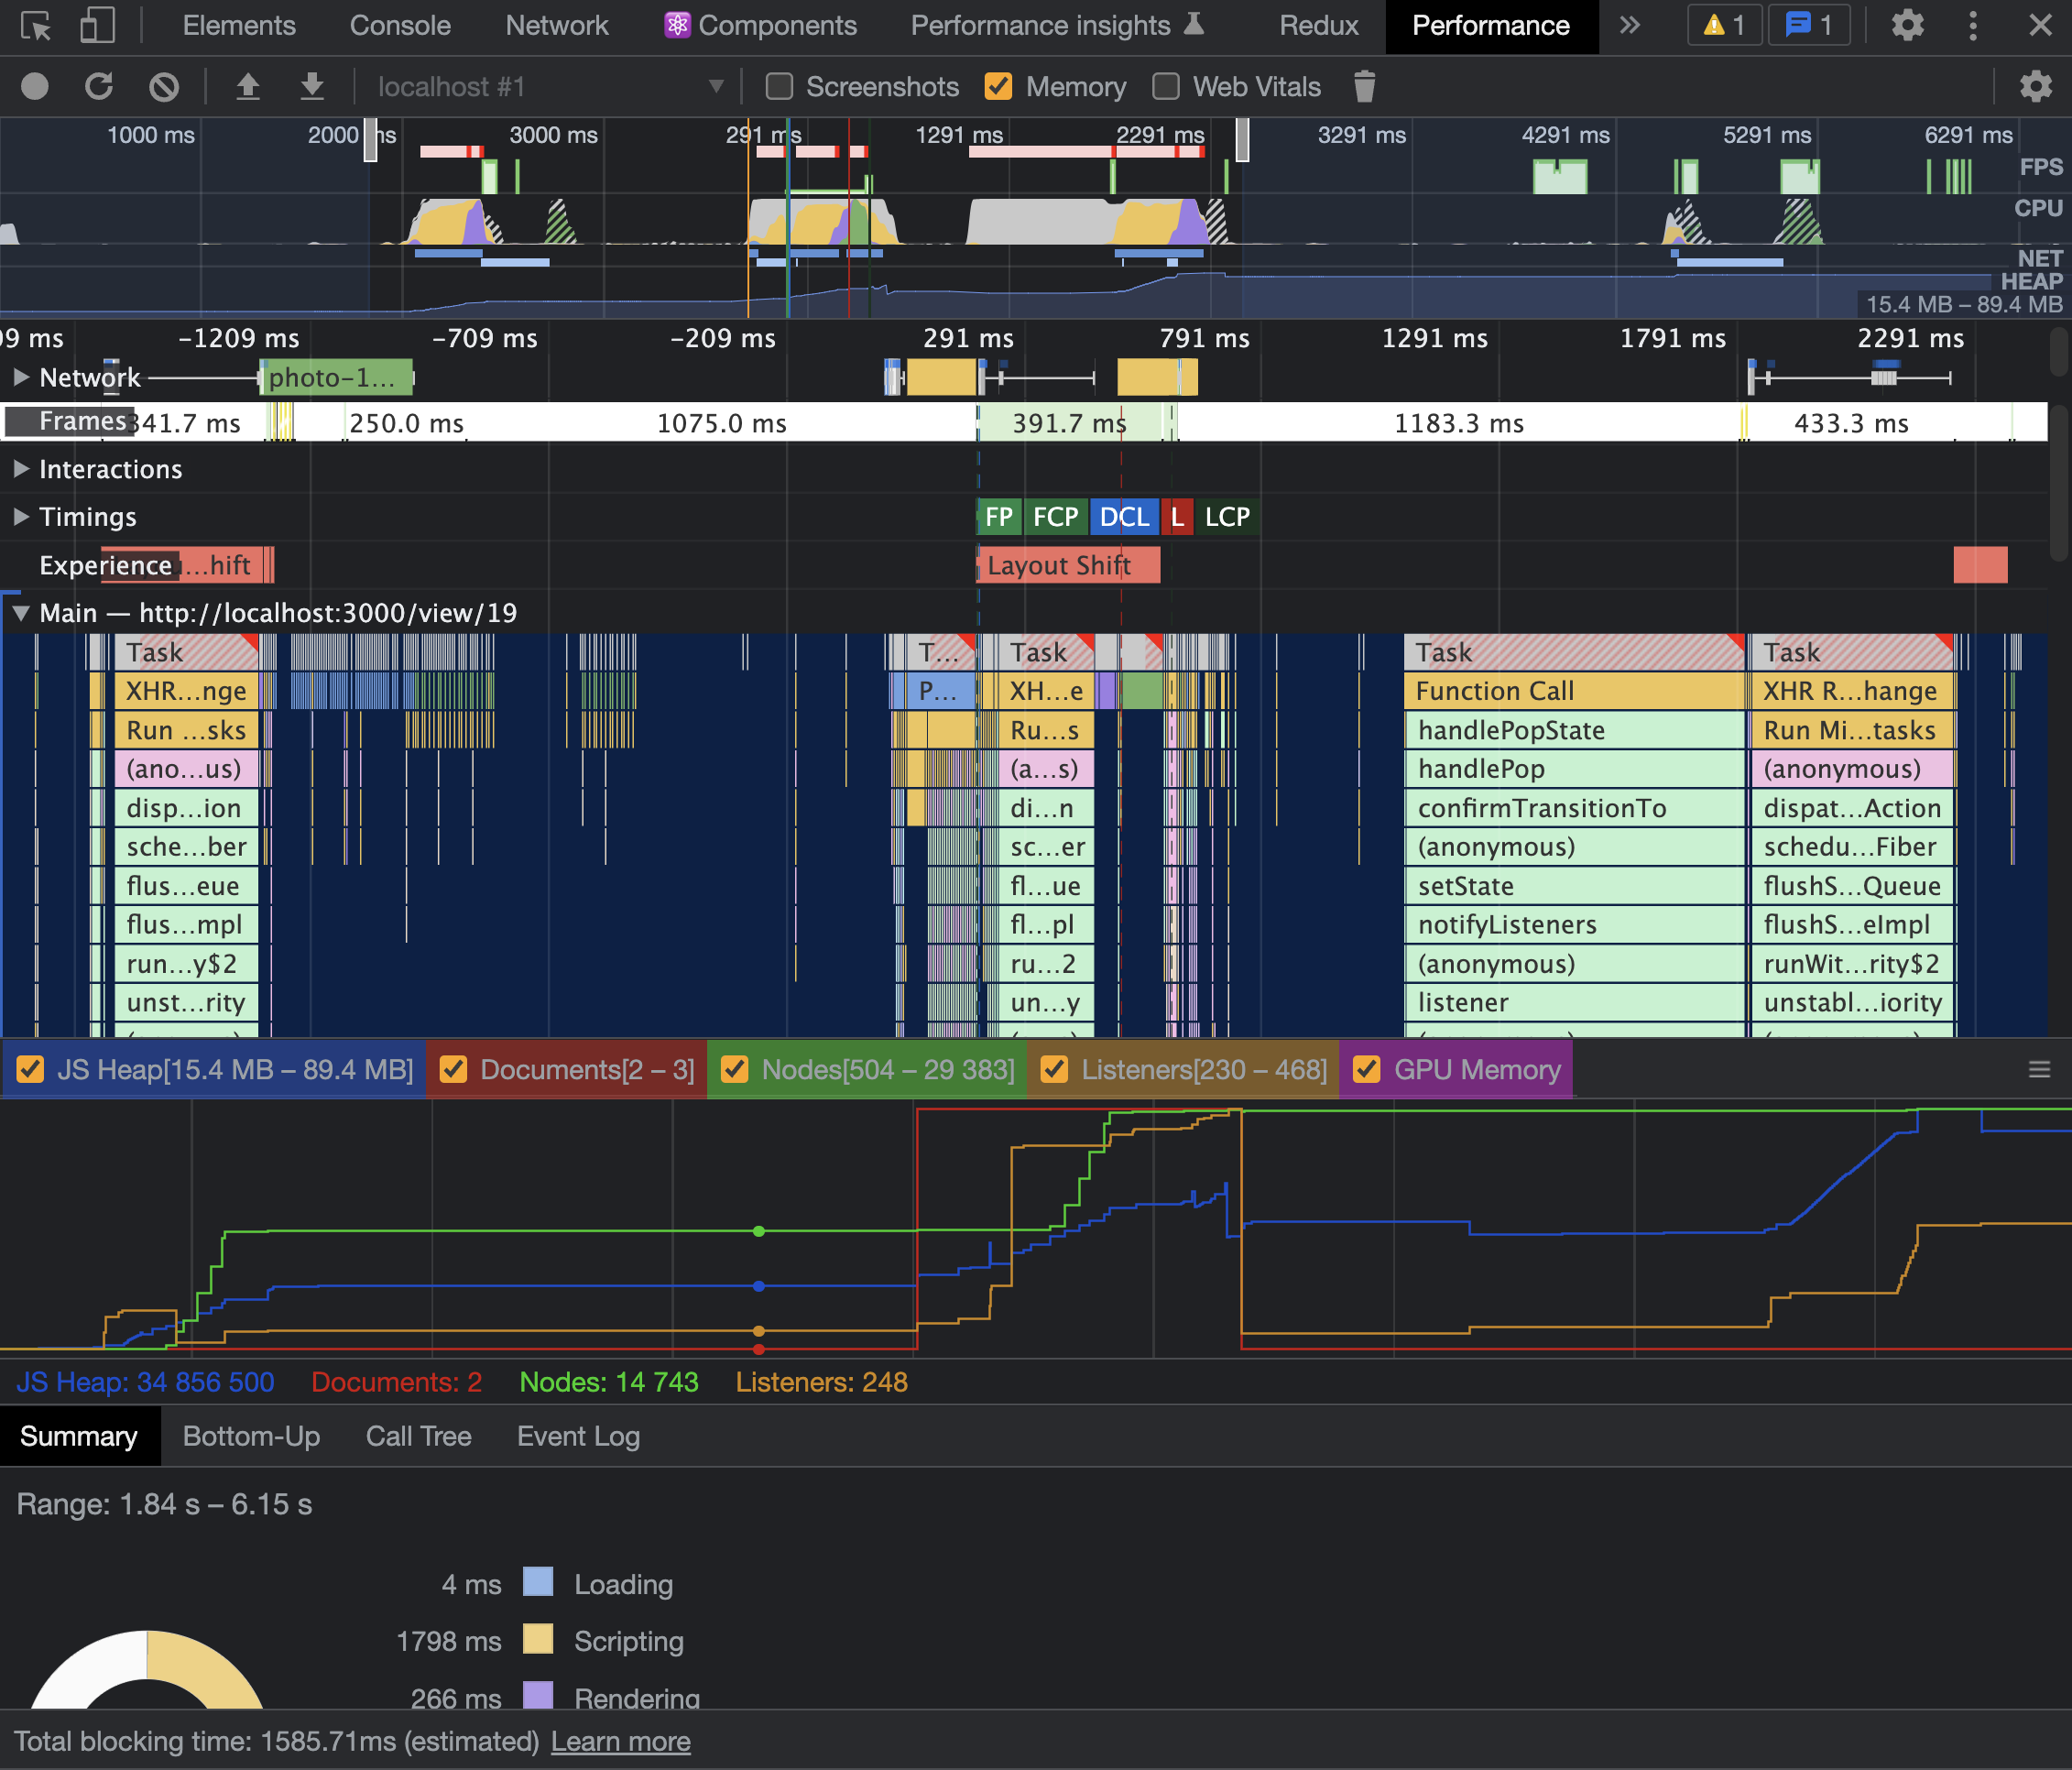 Elements Console Network Components Performance insights Redux Performance 1 1
localhost #1 Screenshots Memory Web Vitals
1000 ms 2000 ms 3000 ms 291 ms 1291 ms 2291 ms 3291 ms 4291 ms 5291 ms 6291 ms
FPS
CPU
NET
HEAP
15.4 MB – 89.4 MB
09 ms -1209 ms -709 ms -209 ms 291 ms 791 ms 1291 ms 1791 ms 2291 ms
Network photo-1…
Frames 341.7 ms 250.0 ms 1075.0 ms 391.7 ms 1183.3 ms 433.3 ms
Interactions
Timings FP FCP DCL L LCP
Experience …hift Layout Shift
Main — http://localhost:3000/view/19
Task T… Task Task Task
XHR…nge P… XH…e Function Call XHR R…hange
Run …sks Ru…s handlePopState Run Mi…tasks
(ano…us) (a…s) handlePop (anonymous)
disp…ion di…n confirmTransitionTo dispat…Action
sche…ber sc…er (anonymous) schedu…Fiber
flus…eue fl…ue setState flushS…Queue
flus…mpl fl…pl notifyListeners flushS…eImpl
run…y$2 ru…2 (anonymous) runWit…rity$2
unst…rity un…y listener unstabl…iority
JS Heap[15.4 MB – 89.4 MB] Documents[2 – 3] Nodes[504 – 29 383] Listeners[230 – 468] GPU Memory
JS Heap: 34 856 500 Documents: 2 Nodes: 14 743 Listeners: 248
Summary Bottom-Up Call Tree Event Log
Range: 1.84 s – 6.15 s
4 ms Loading
1798 ms Scripting
266 ms Rendering
Total blocking time: 1585.71ms (estimated) Learn more